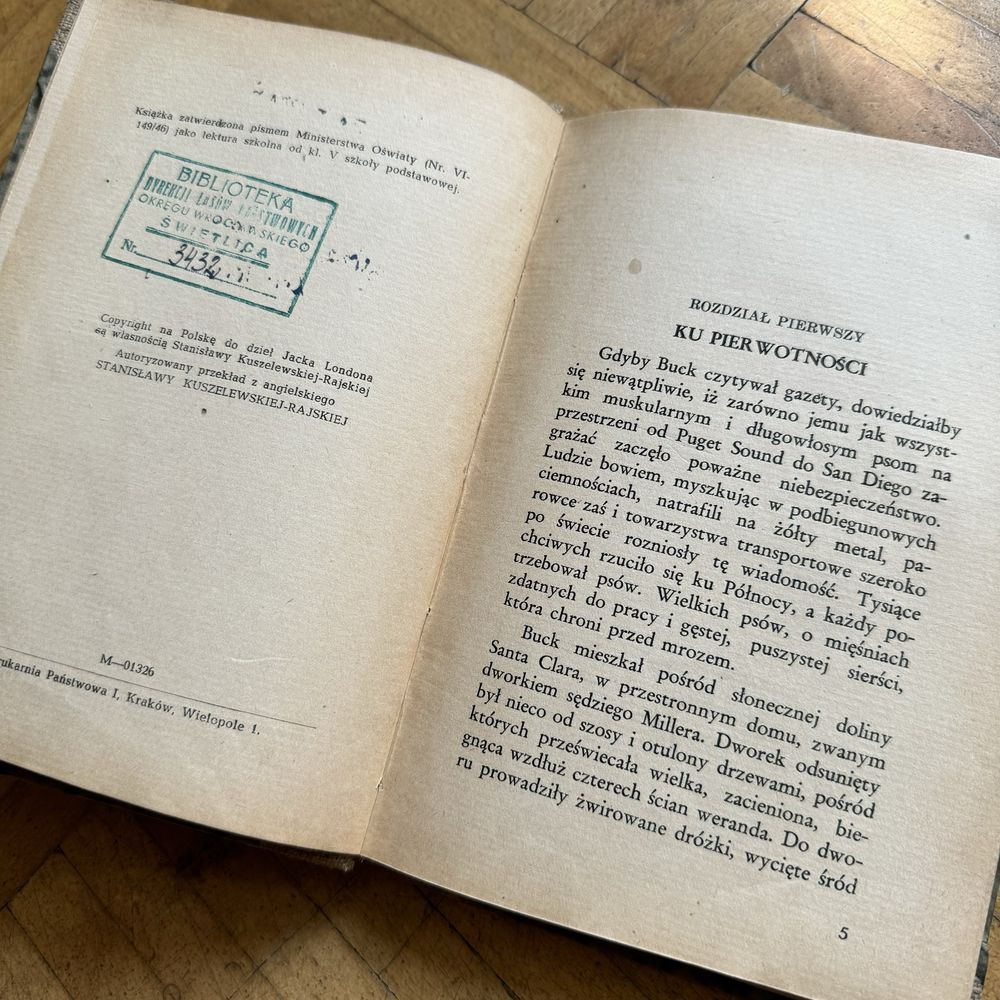 Książka zatwierdzona pismem Ministerstwa Oświaty (Nr. VI-
149/46) jako lektura szkolna od kl. V szkoły podstawowej.
BIBLIOTEKA
DYREKCJI LASÓW PAŃSTWOWYCH
OKRĘGU WROCŁAWSKIEGO
ŚWIETLICA
Nr. 3432
Copyright na Polskę do dzieł Jacka Londona
są własnością Stanisławy Kuszelewskiej-Rajskiej
Autoryzowany przekład z angielskiego
STANISŁAWY KUSZELEWSKIEJ-RAJSKIEJ
M—01326
rukarnia Państwowa I, Kraków, Wielopole 1.
ROZDZIAŁ PIERWSZY
KU PIERWOTNOŚCI
Gdyby Buck czytywał gazety, dowiedziałby
się niewątpliwie, iż zarówno jemu jak wszyst-
kim muskularnym i długowłosym psom na
przestrzeni od Puget Sound do San Diego za-
grażać zaczęło poważne niebezpieczeństwo.
Ludzie bowiem, myszkując w podbiegunowych
ciemnościach, natrafili na żółty metal, pa-
rowce zaś i towarzystwa transportowe szeroko
po świecie rozniosły tę wiadomość. Tysiące
chciwych rzuciło się ku Północy, a każdy po-
trzebował psów. Wielkich psów, o mięśniach
zdatnych do pracy i gęstej, puszystej sierści,
która chroni przed mrozem.
Buck mieszkał pośród słonecznej doliny
Santa Clara, w przestronnym domu, zwanym
dworkiem sędziego Millera. Dworek odsunięty
był nieco od szosy i otulony drzewami, pośród
których przeświecała wielka, zacieniona, bie-
gnąca wzdłuż czterech ścian weranda. Do dwo-
ru prowadziły żwirowane dróżki, wycięte śród
5